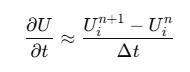 ∂U/∂t ≈ (U_i^{n+1} − U_i^n)/Δt